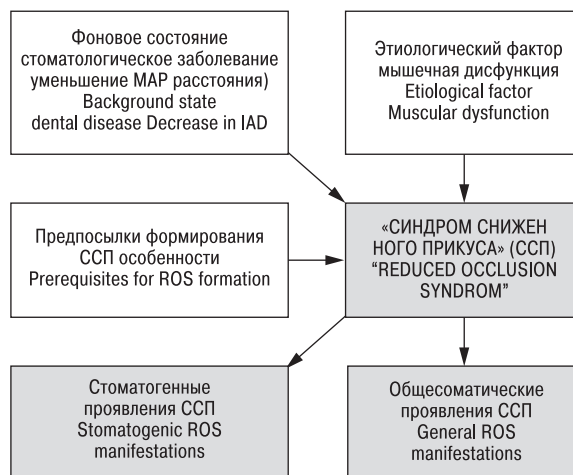 Фоновое состояние
стоматологическое заболевание
уменьшение МАР расстояния)
Background state
dental disease Decrease in IAD
Этиологический фактор
мышечная дисфункция
Etiological factor
Muscular dysfunction
Предпосылки формирования
ССП особенности
Prerequisites for ROS formation
«СИНДРОМ СНИЖЕН
НОГО ПРИКУСА» (ССП)
“REDUCED OCCLUSION
SYNDROM”
Стоматогенные
проявления ССП
Stomatogenic ROS
manifestations
Общесоматические
проявления ССП
General ROS
manifestations